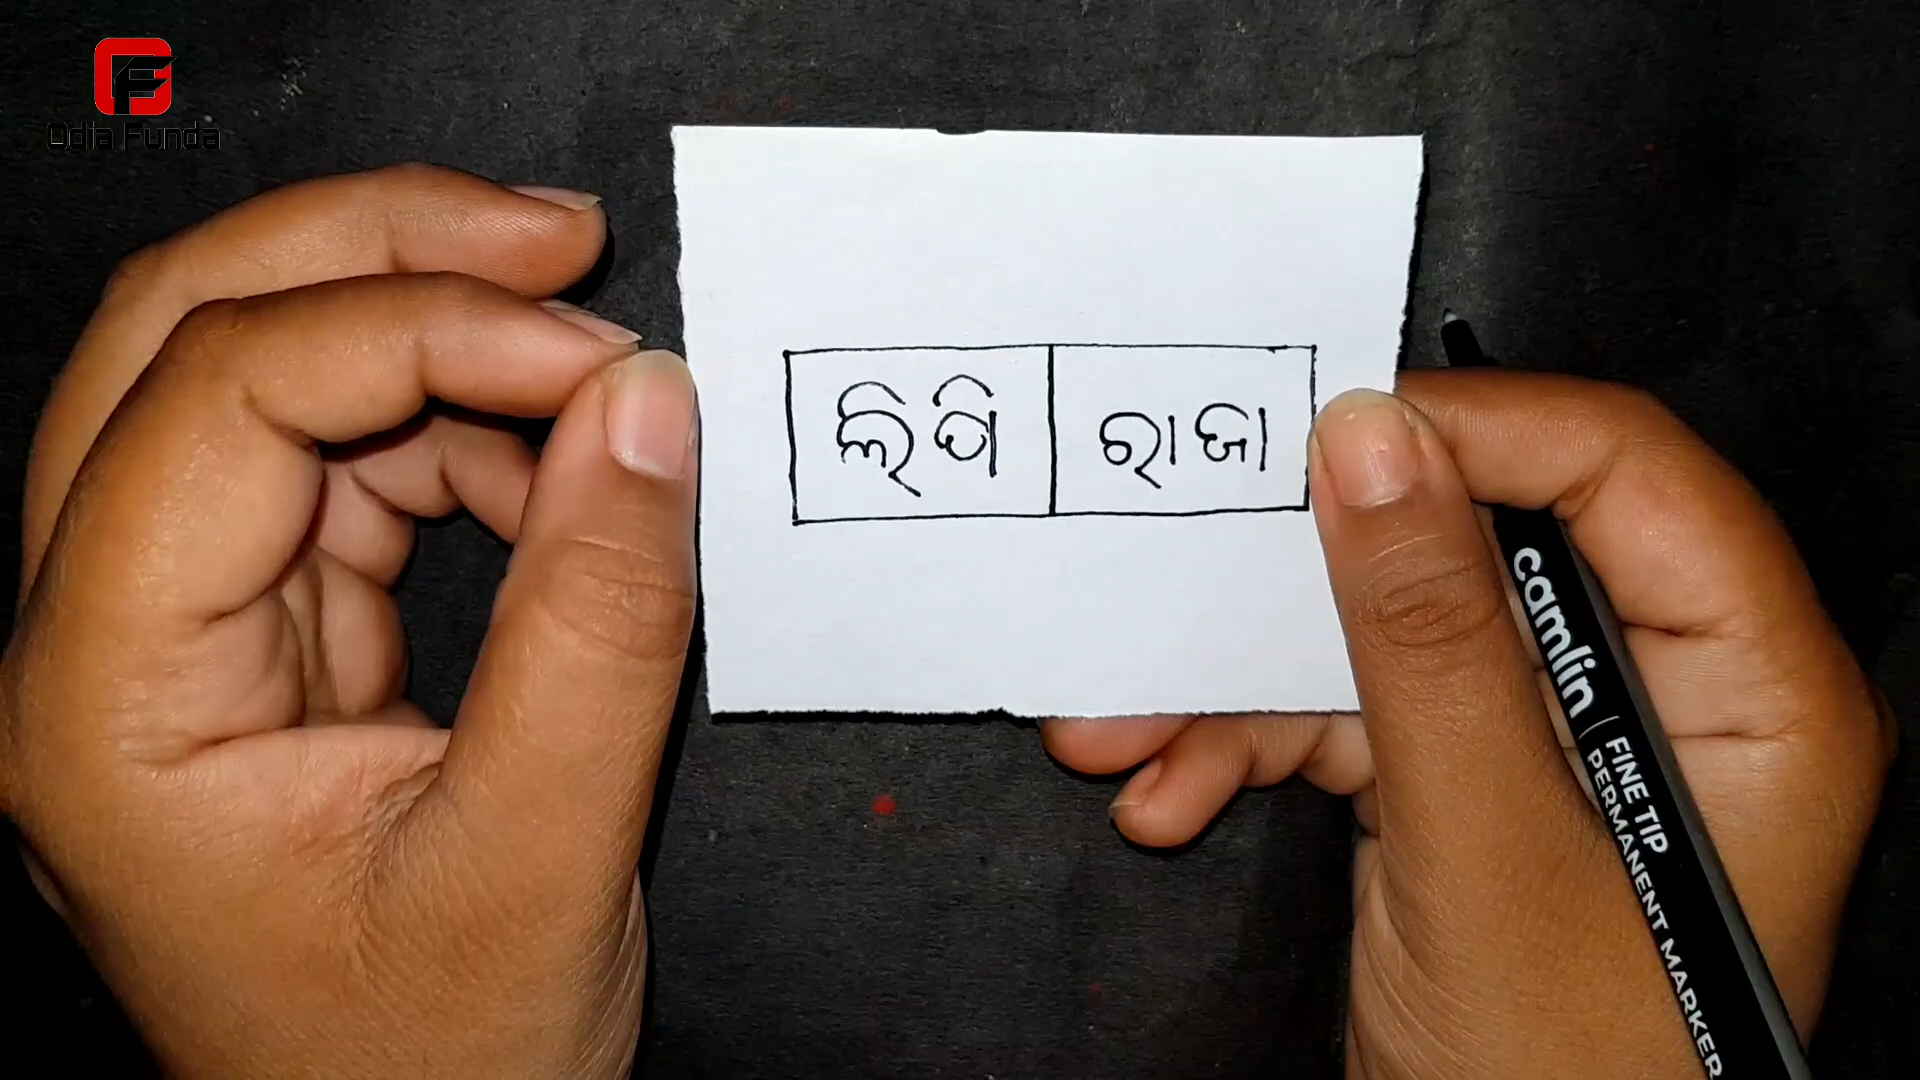 Odia Funda
ଲିପି ରାଜା
camlin FINE TIP
PERMANENT MARKER